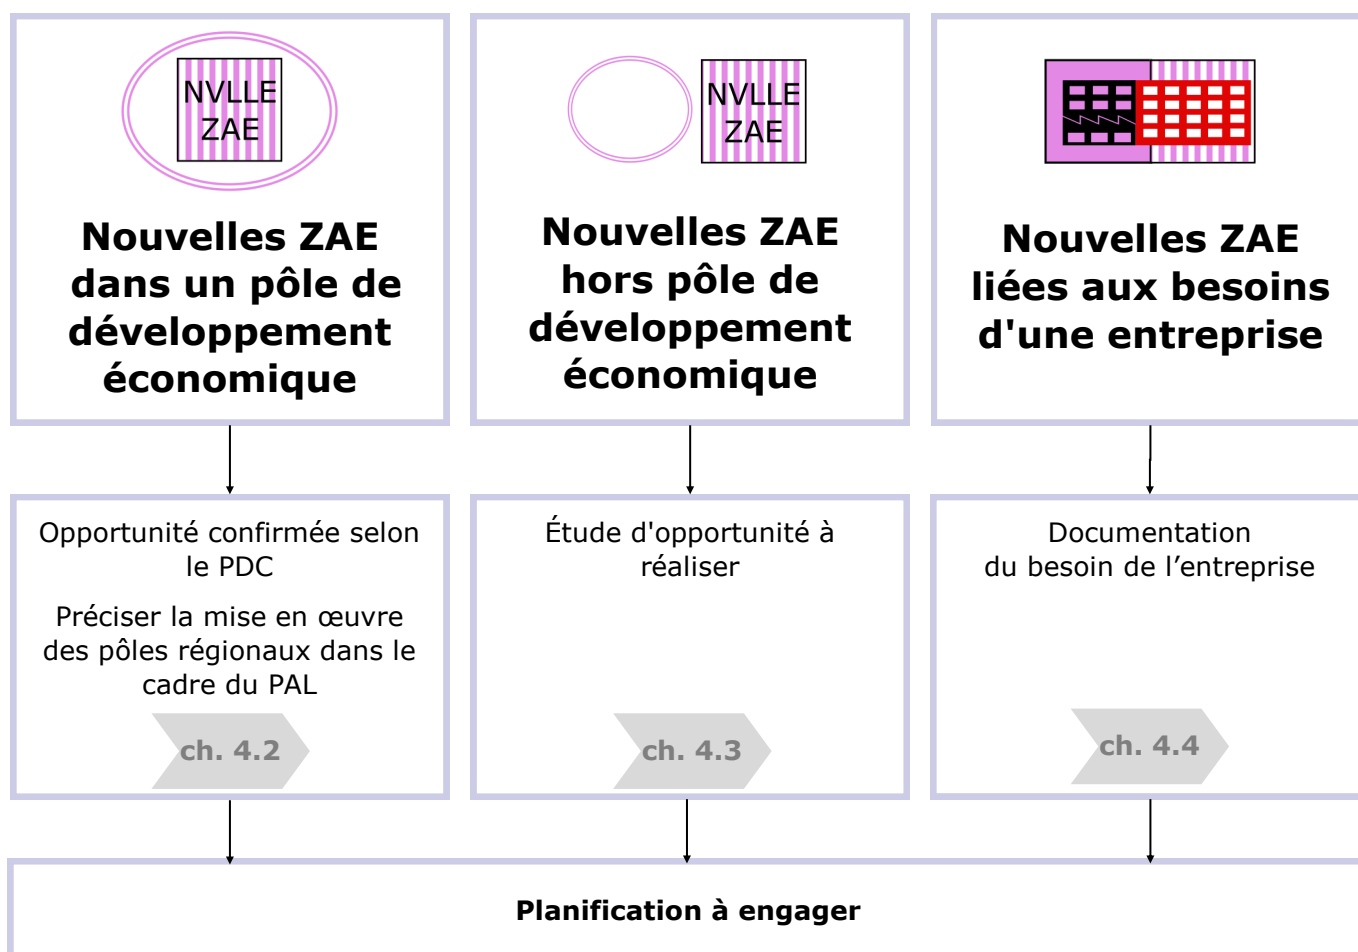 NVLLE
ZAE
Nouvelles ZAE
dans un pôle de
développement
économique
NVLLE
ZAE
Nouvelles ZAE
hors pôle de
développement
économique
Nouvelles ZAE
liées aux besoins
d'une entreprise
Opportunité confirmée selon
le PDC
Préciser la mise en œuvre
des pôles régionaux dans le
cadre du PAL
ch. 4.2
Étude d'opportunité à
réaliser
ch. 4.3
Documentation
du besoin de l’entreprise
ch. 4.4
Planification à engager